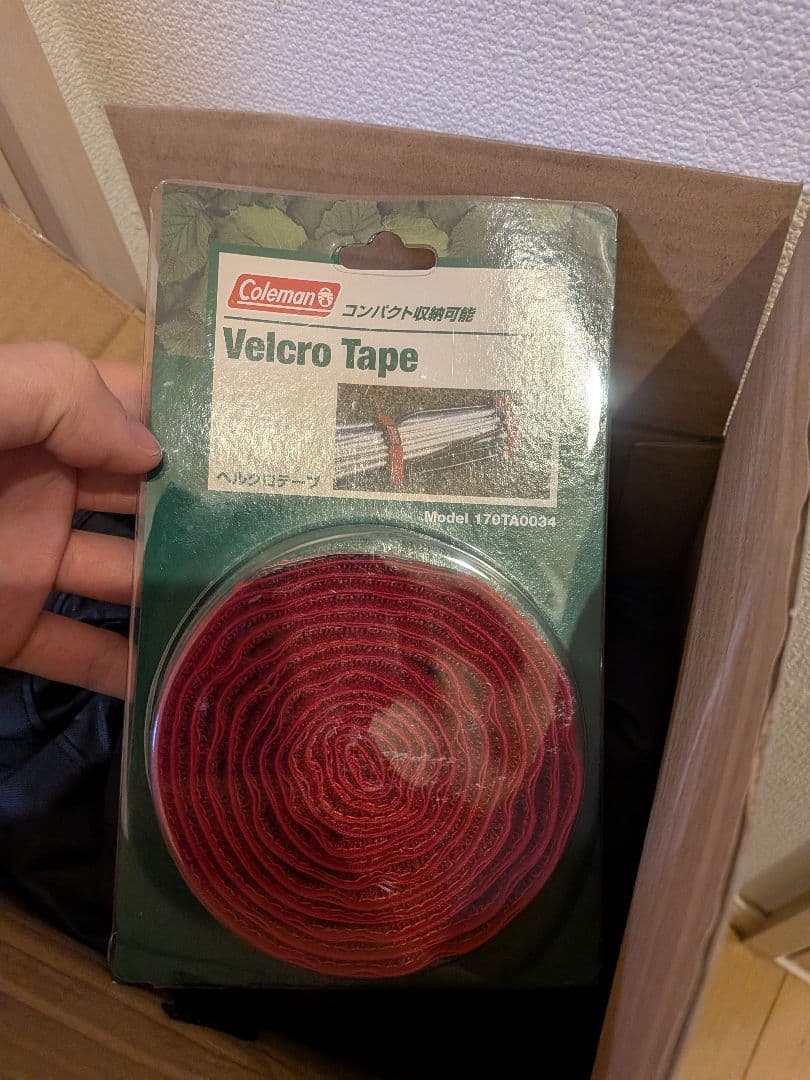 Coleman
コンパクト収納可能
Velcro Tape
ベルクロテープ
Model 170TA0034